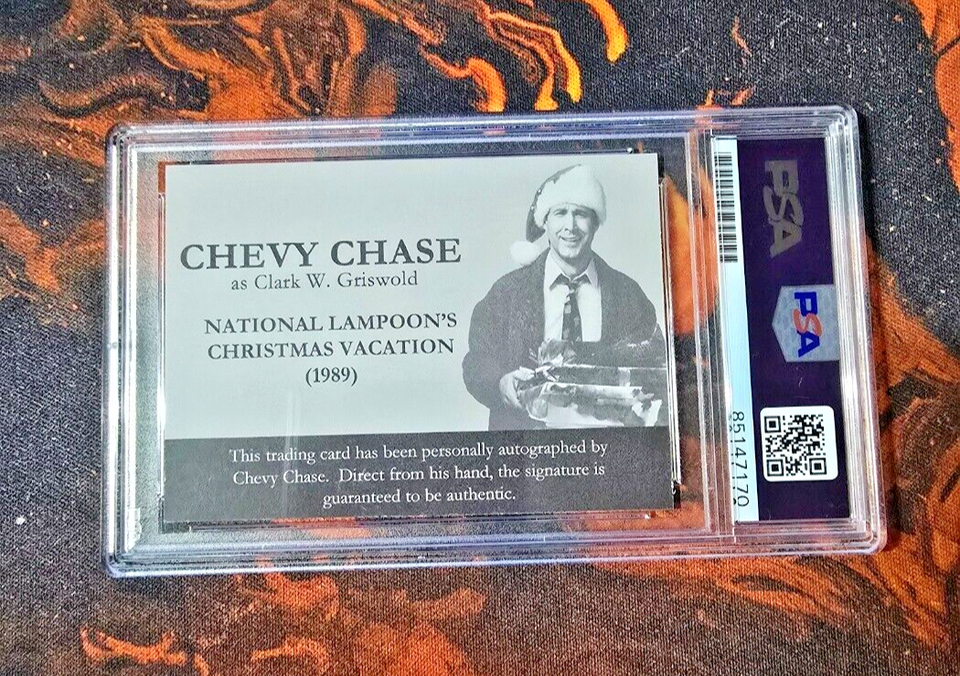 CHEVY CHASE
as Clark W. Griswold
NATIONAL LAMPOON'S
CHRISTMAS VACATION
(1989)
This trading card has been personally autographed by
Chevy Chase. Direct from his hand, the signature is
guaranteed to be authentic.
PSA
PSA
85147170